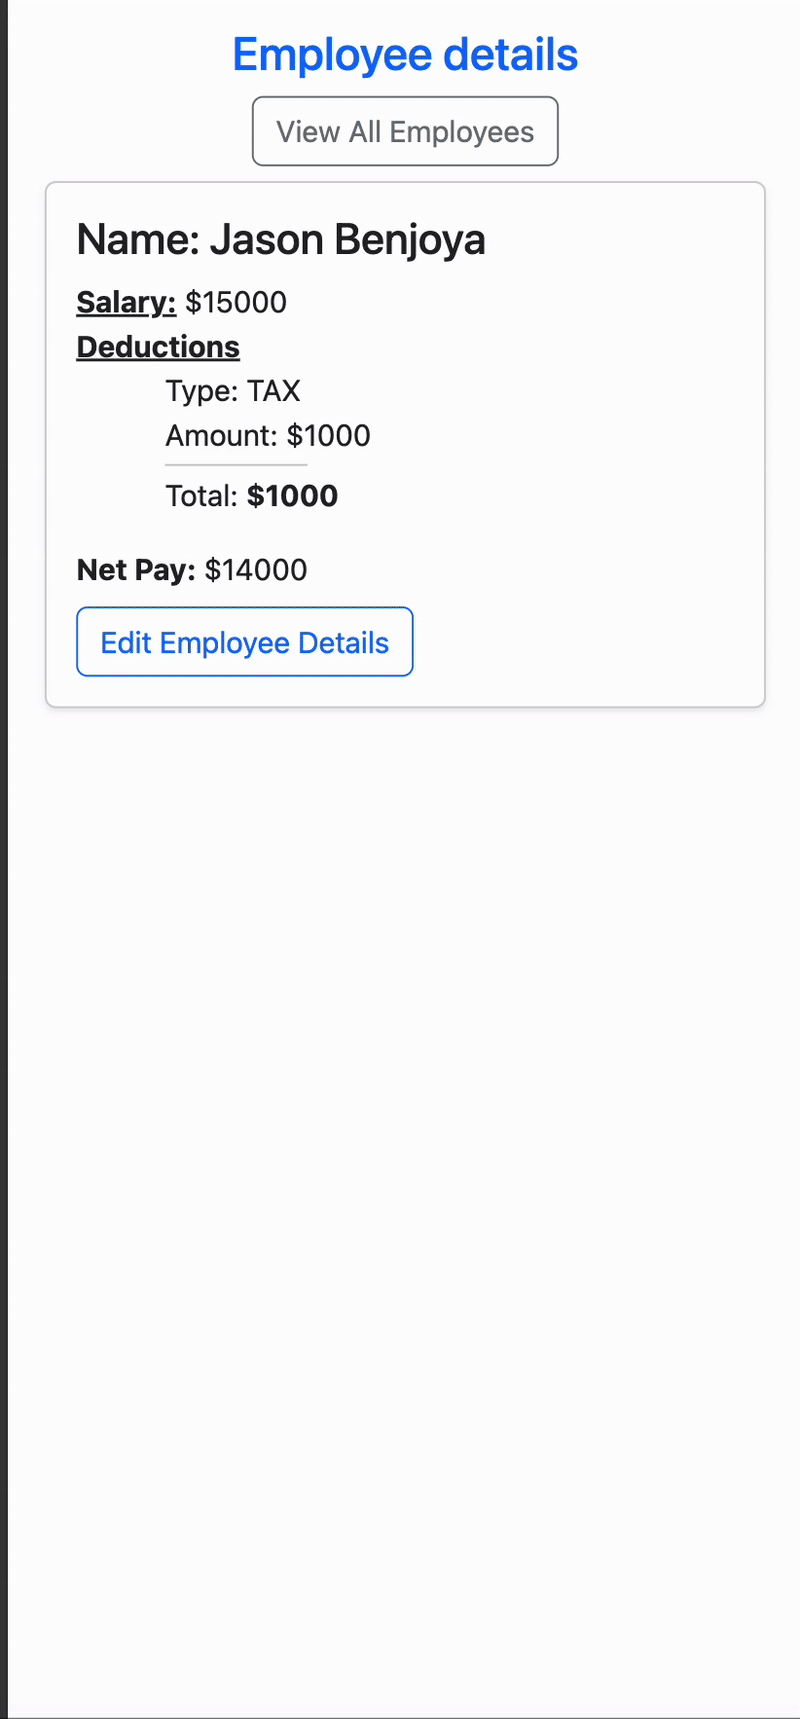 Employee details
View All Employees
Name: Jason Benjoya
Salary: $15000
Deductions
Type: TAX
Amount: $1000
Total: $1000
Net Pay: $14000
Edit Employee Details